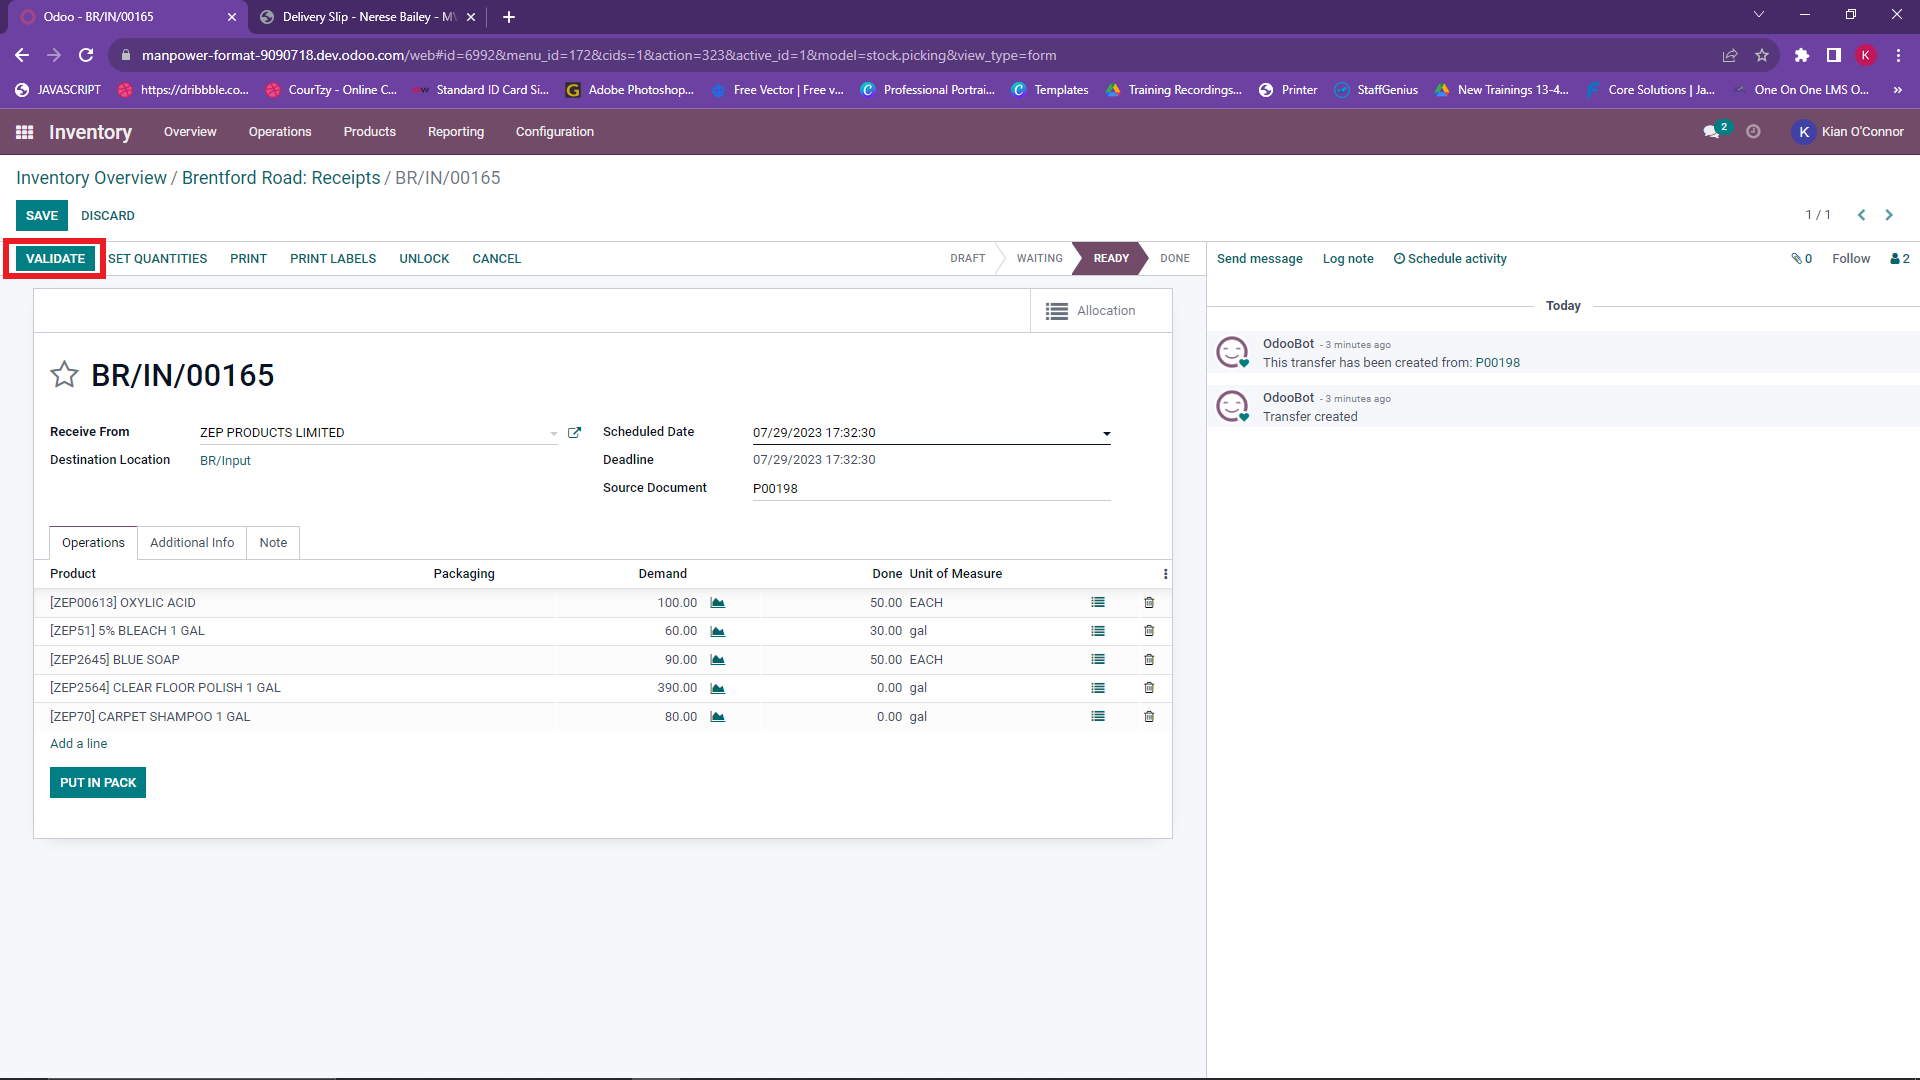 Odoo - BR/IN/00165
Delivery Slip - Nerese Bailey - M
manpower-format-9090718.dev.odoo.com/web#id=6992&menu_id=172&cids=1&action=323&active_id=1&model=stock.picking&view_type=form
K
JAVASCRIPT
https://dribbble.co...
CourTzy - Online C...
Standard ID Card Si...
Adobe Photoshop...
Free Vector | Free v...
Professional Portrai...
Templates
Training Recordings...
Printer
StaffGenius
New Trainings 13-4...
Core Solutions | Ja...
One On One LMS O...
»
Inventory
Overview
Operations
Products
Reporting
Configuration
2
K
Kian O'Connor
Inventory Overview / Brentford Road: Receipts / BR/IN/00165
SAVE
DISCARD
1 / 1
VALIDATE
SET QUANTITIES
PRINT
PRINT LABELS
UNLOCK
CANCEL
DRAFT
WAITING
READY
DONE
Send message
Log note
Schedule activity
0
Follow
2
Allocation
Today
OdooBot - 3 minutes ago
This transfer has been created from: P00198
OdooBot - 3 minutes ago
Transfer created
BR/IN/00165
Receive From ZEP PRODUCTS LIMITED
Destination Location BR/Input
Scheduled Date 07/29/2023 17:32:30
Deadline 07/29/2023 17:32:30
Source Document P00198
Operations
Additional Info
Note
Product Packaging Demand Done Unit of Measure
[ZEP00613] OXYLIC ACID 100.00 50.00 EACH
[ZEP51] 5% BLEACH 1 GAL 60.00 30.00 gal
[ZEP2645] BLUE SOAP 90.00 50.00 EACH
[ZEP2564] CLEAR FLOOR POLISH 1 GAL 390.00 0.00 gal
[ZEP70] CARPET SHAMPOO 1 GAL 80.00 0.00 gal
Add a line
PUT IN PACK